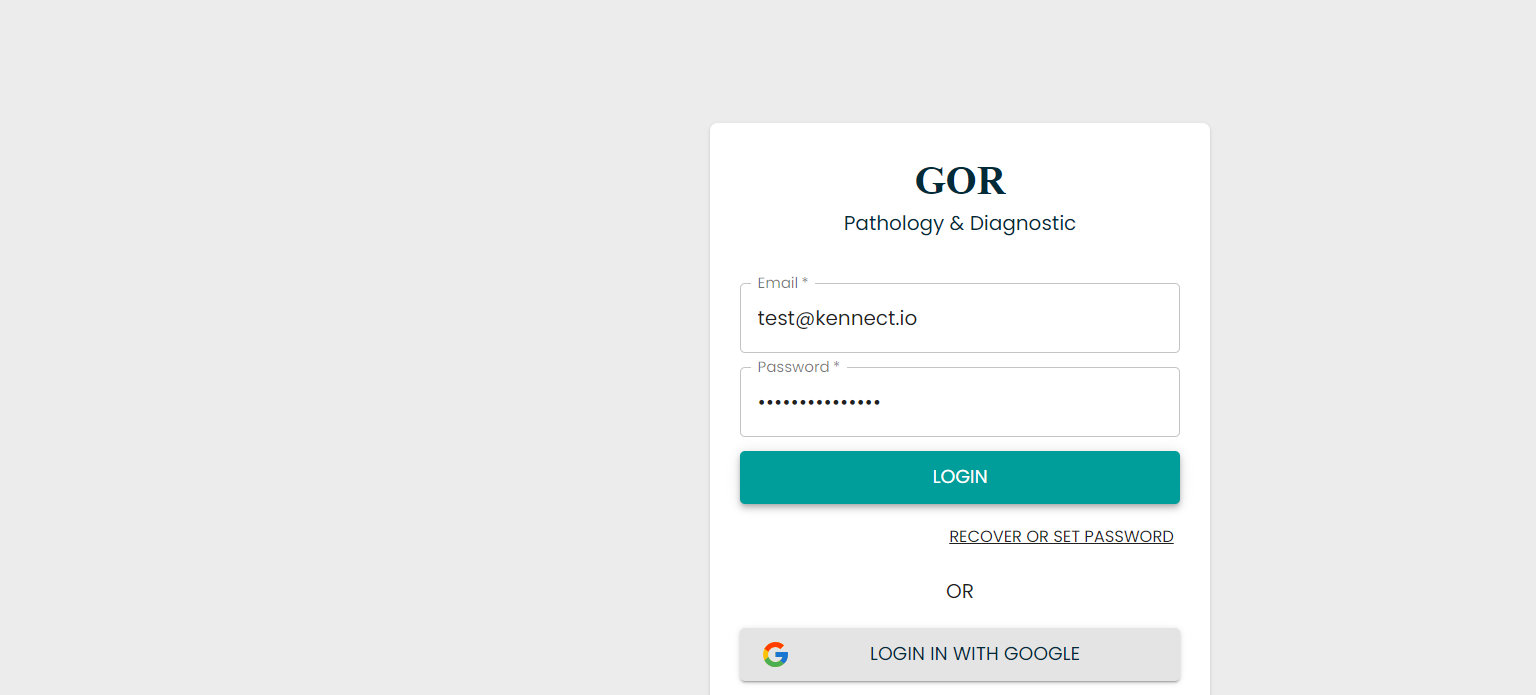 GOR
Pathology & Diagnostic
Email *
test@kennect.io
Password *
•••••••••••••••
LOGIN
RECOVER OR SET PASSWORD
OR
LOGIN IN WITH GOOGLE